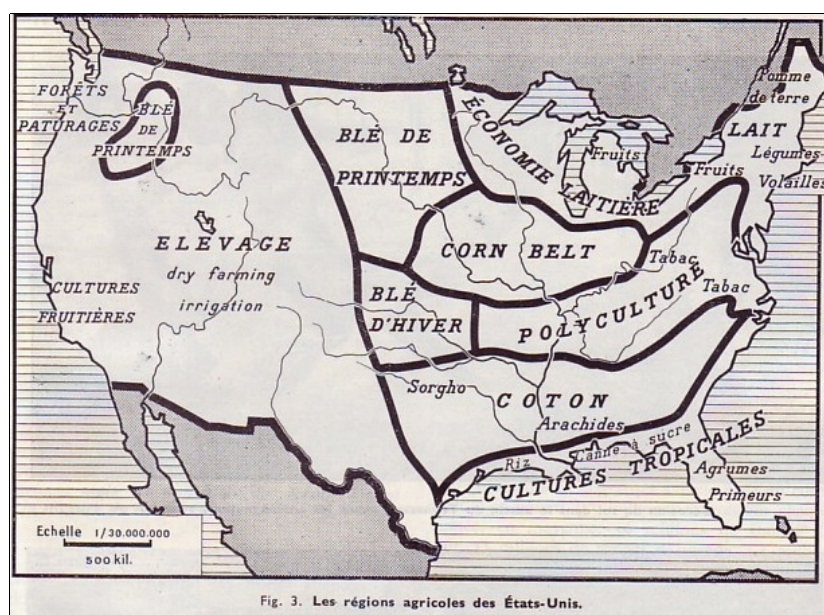 FORÊTS
ET
PATURAGES
BLÉ
DE
PRINTEMPS
BLÉ DE
PRINTEMPS
ÉCONOMIE LAITIÈRE
Fruits
Pomme
de terre
LAIT
Légumes-
Volailles
Fruits
ELEVAGE
dry farming
irrigation
CULTURES
FRUITIÈRES
CORN BELT
Tabac
Tabac
BLÉ
D'HIVER
POLYCULTURE
Sorgho
COTON
Arachides
Riz
Canne à sucre
CULTURES TROPICALES
Agrumes
Primeurs
Echelle 1/30.000.000
500 kil.
Fig. 3. Les régions agricoles des États-Unis.